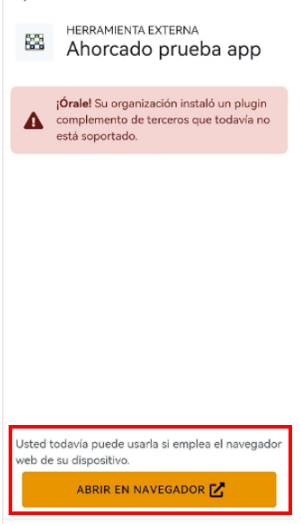 HERRAMIENTA EXTERNA
Ahorcado prueba app
¡Órale! Su organización instaló un plugin
complemento de terceros que todavía no
está soportado.
Usted todavía puede usarla si emplea el navegador
web de su dispositivo.
ABRIR EN NAVEGADOR